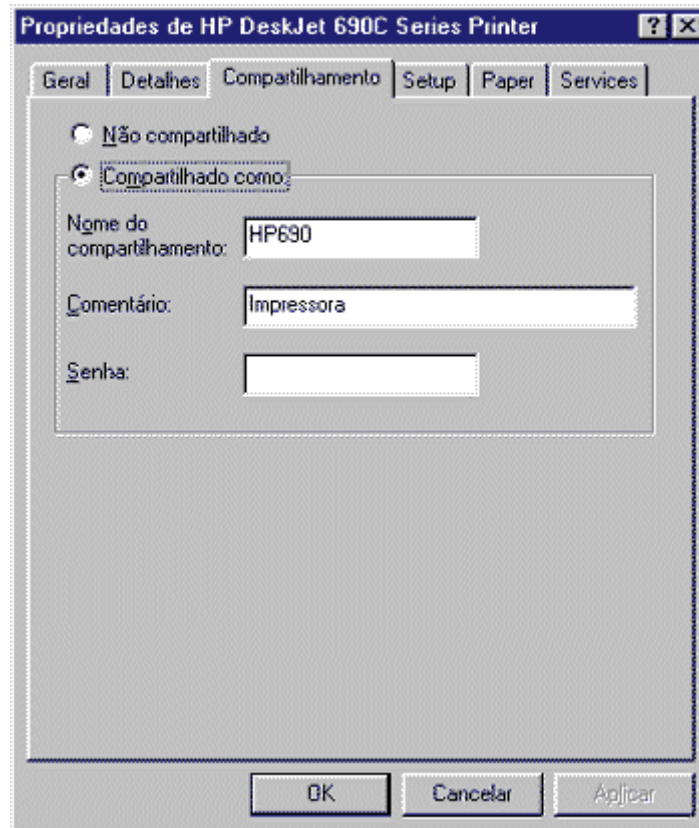 Propriedades de HP DeskJet 690C Series Printer
Geral Detalhes Compartilhamento Setup Paper Services
Não compartilhado
Compartilhado como:
Nome do
compartilhamento: HP690
Comentário: Impressora
Senha:
OK Cancelar Aplicar